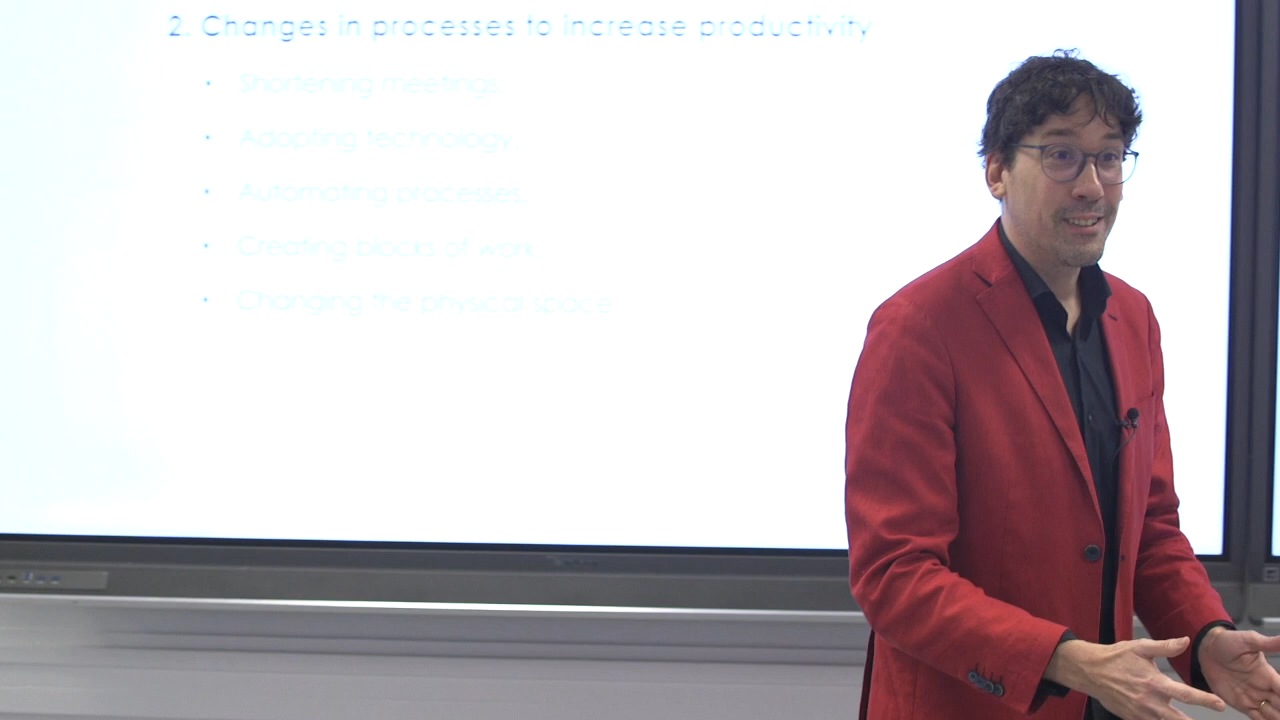 2. Changes in processes to increase productivity
• Shortening meetings.
• Adopting technology
• Automating processes.
• Creating blocks of work
• Changing the physical space